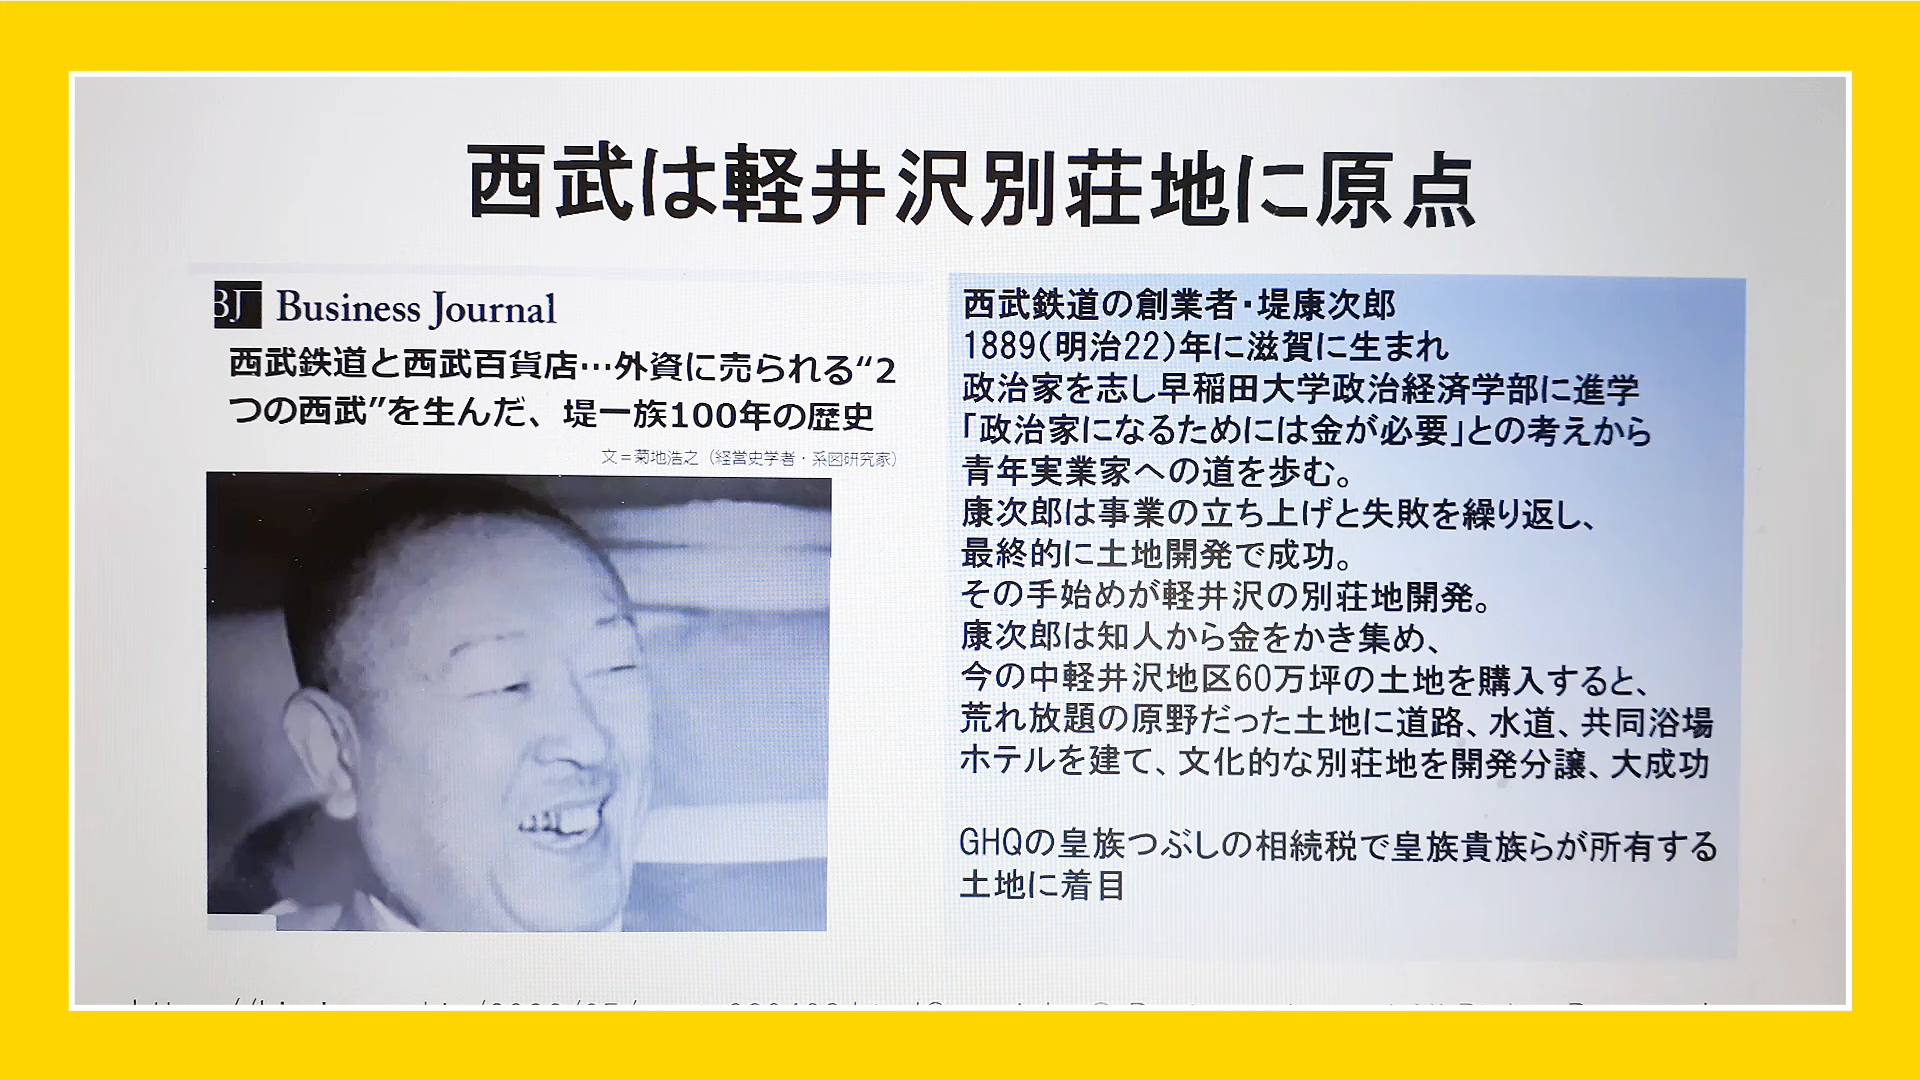 西武は軽井沢別荘地に原点
BJ Business Journal
西武鉄道と西武百貨店…外資に売られる“2
つの西武”を生んだ、堤一族100年の歴史
文＝菊地浩之（経営史学者・系図研究家）
西武鉄道の創業者・堤康次郎
1889(明治22)年に滋賀に生まれ
政治家を志し早稲田大学政治経済学部に進学
「政治家になるためには金が必要」との考えから
青年実業家への道を歩む。
康次郎は事業の立ち上げと失敗を繰り返し、
最終的に土地開発で成功。
その手始めが軽井沢の別荘地開発。
康次郎は知人から金をかき集め、
今の中軽井沢地区60万坪の土地を購入すると、
荒れ放題の原野だった土地に道路、水道、共同浴場
ホテルを建て、文化的な別荘地を開発分譲、大成功
GHQの皇族つぶしの相続税で皇族貴族らが所有する
土地に着目